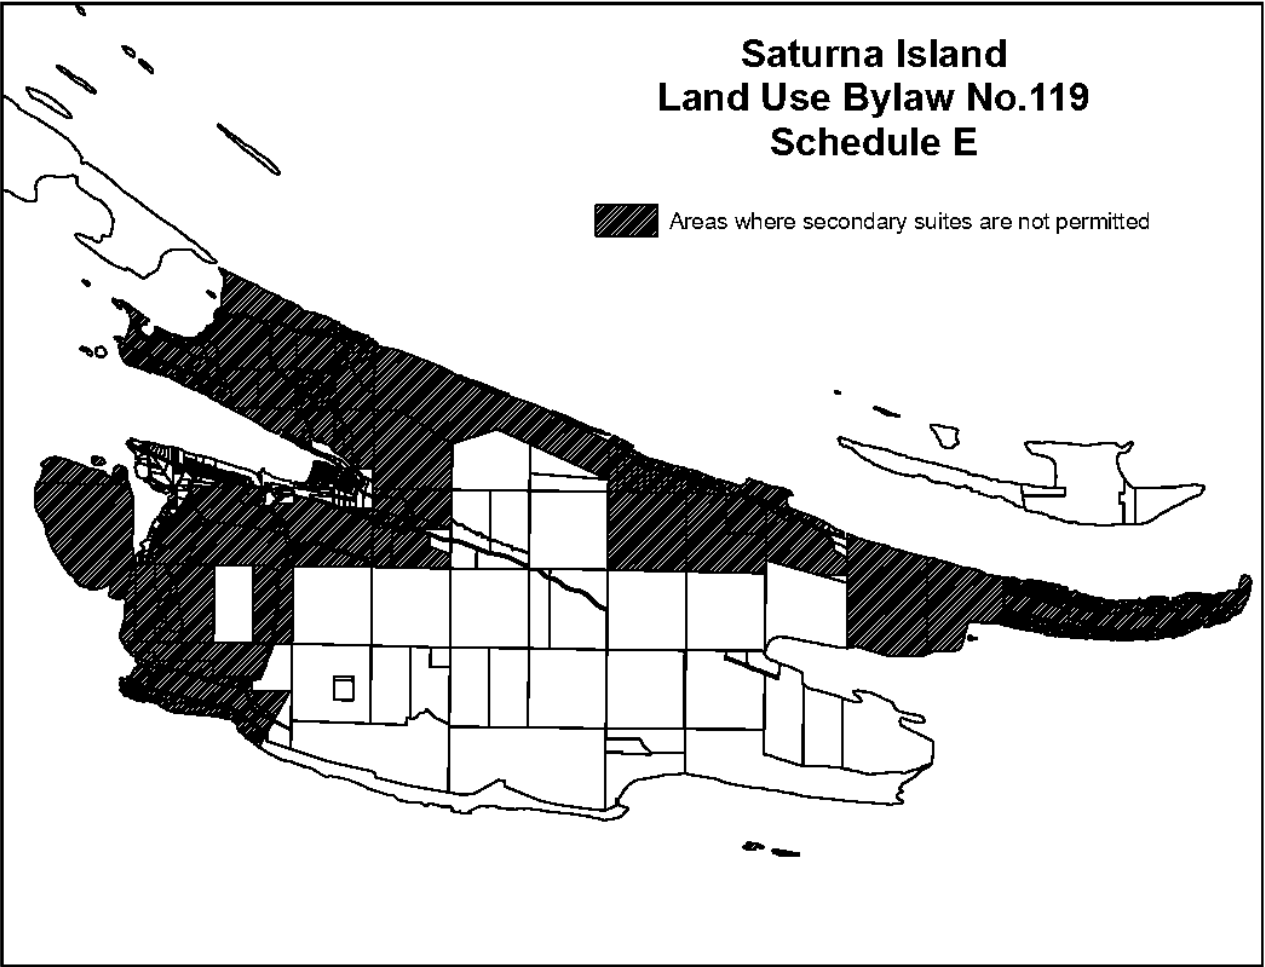 Saturna Island
Land Use Bylaw No.119
Schedule E
Areas where secondary suites are not permitted